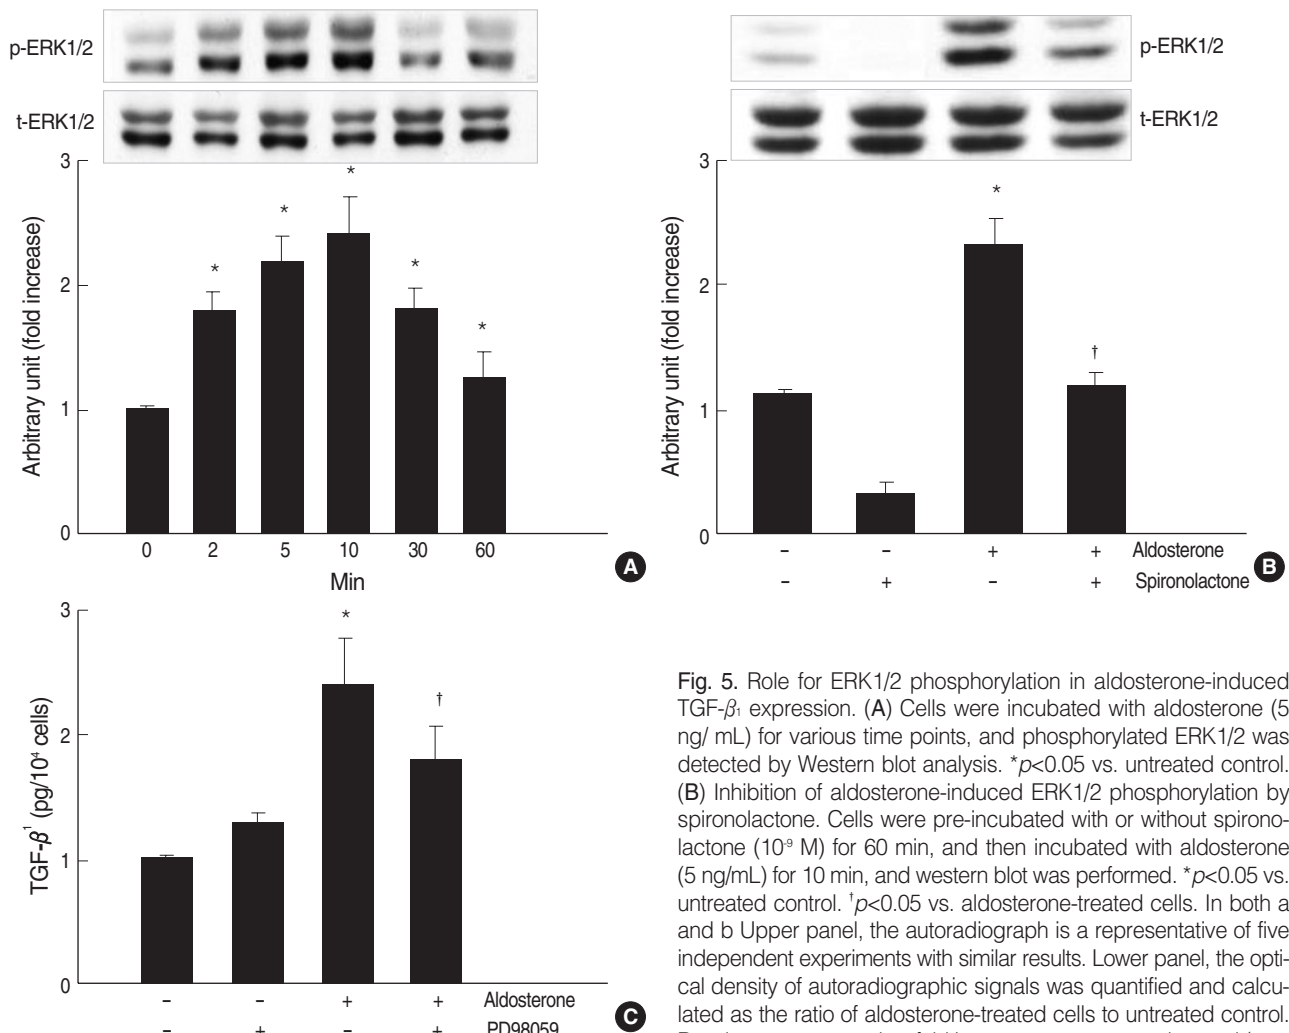 p-ERK1/2
t-ERK1/2
3
2
1
0
Arbitrary unit (fold increase)
*
*
*
*
*
0 2 5 10 30 60
Min
A
p-ERK1/2
t-ERK1/2
3
2
1
0
Arbitrary unit (fold increase)
*
†
– – + + Aldosterone
– + – + Spironolactone
B
3
2
1
0
TGF-β¹ (pg/10⁴ cells)
*
†
– – + + Aldosterone
– + – + PD98059
C
Fig. 5. Role for ERK1/2 phosphorylation in aldosterone-induced
TGF-β₁ expression. (A) Cells were incubated with aldosterone (5
ng/ mL) for various time points, and phosphorylated ERK1/2 was
detected by Western blot analysis. *p<0.05 vs. untreated control.
(B) Inhibition of aldosterone-induced ERK1/2 phosphorylation by
spironolactone. Cells were pre-incubated with or without spirono-
lactone (10⁻⁹ M) for 60 min, and then incubated with aldosterone
(5 ng/mL) for 10 min, and western blot was performed. *p<0.05 vs.
untreated control. †p<0.05 vs. aldosterone-treated cells. In both a
and b Upper panel, the autoradiograph is a representative of five
independent experiments with similar results. Lower panel, the opti-
cal density of autoradiographic signals was quantified and calcu-
lated as the ratio of aldosterone-treated cells to untreated control.